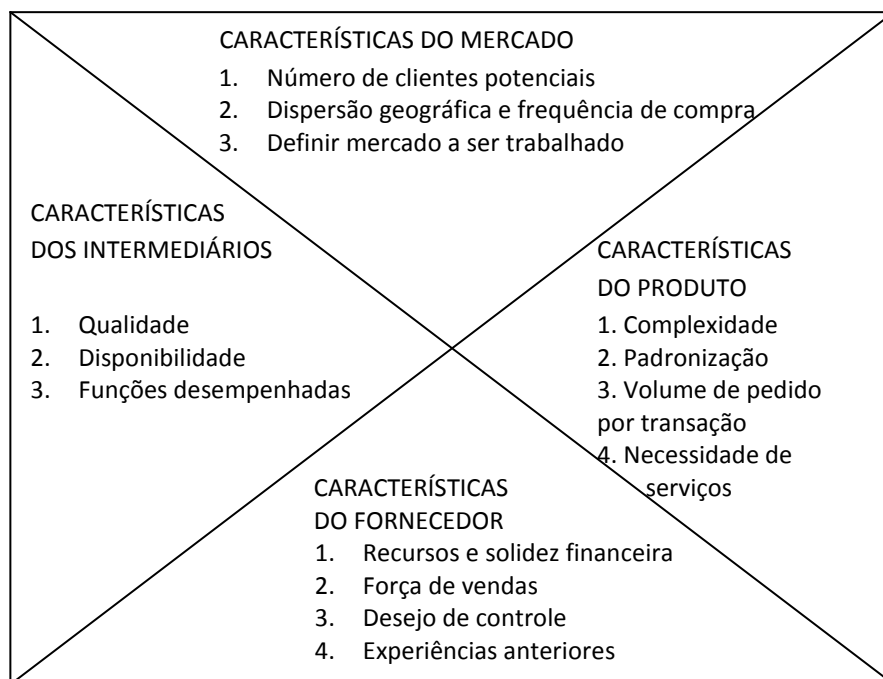 CARACTERÍSTICAS DO MERCADO
1. Número de clientes potenciais
2. Dispersão geográfica e frequência de compra
3. Definir mercado a ser trabalhado
CARACTERÍSTICAS
DOS INTERMEDIÁRIOS
1. Qualidade
2. Disponibilidade
3. Funções desempenhadas
CARACTERÍSTICAS
DO PRODUTO
1. Complexidade
2. Padronização
3. Volume de pedido
por transação
4. Necessidade de
serviços
CARACTERÍSTICAS
DO FORNECEDOR
1. Recursos e solidez financeira
2. Força de vendas
3. Desejo de controle
4. Experiências anteriores